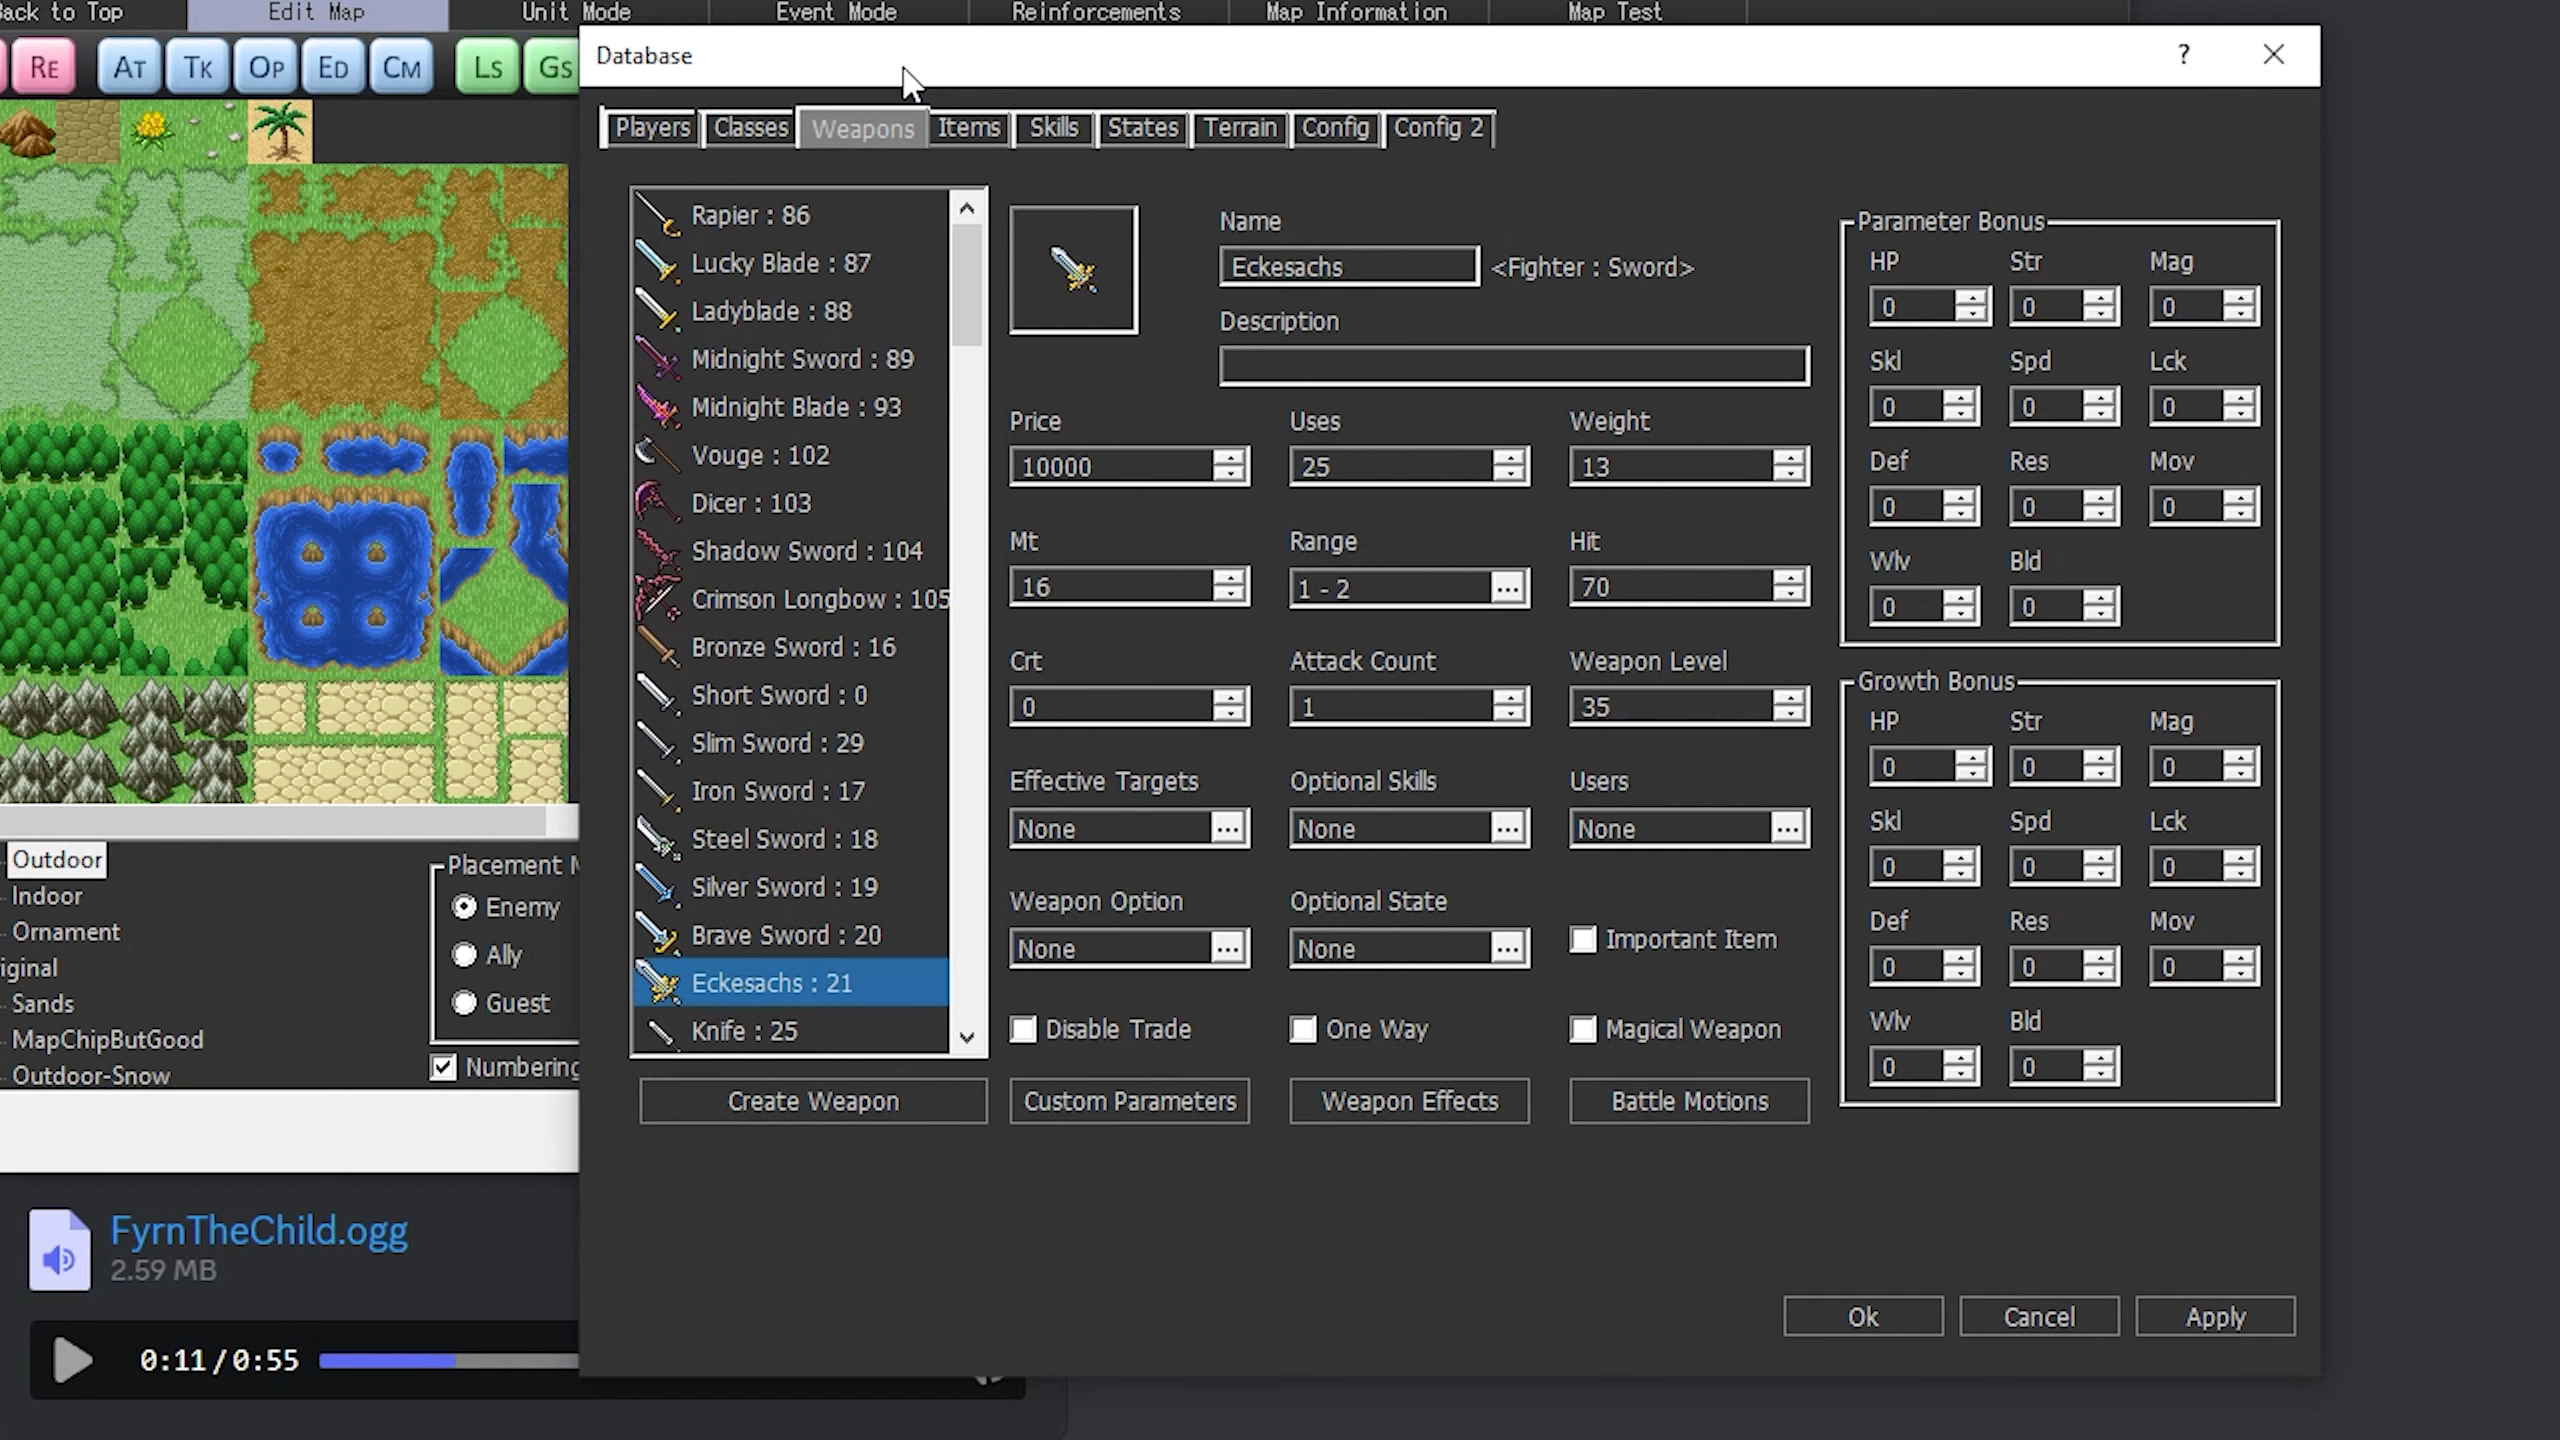 Back to Top
Edit Map
Unit Mode
Event Mode
Reinforcements
Map Information
Map Test
RE
AT
TK
OP
ED
CM
LS
GS
Database
?
Players
Classes
Weapons
Items
Skills
States
Terrain
Config
Config 2
Rapier : 86
Lucky Blade : 87
Ladyblade : 88
Midnight Sword : 89
Midnight Blade : 93
Vouge : 102
Dicer : 103
Shadow Sword : 104
Crimson Longbow : 105
Bronze Sword : 16
Short Sword : 0
Slim Sword : 29
Iron Sword : 17
Steel Sword : 18
Silver Sword : 19
Brave Sword : 20
Eckesachs : 21
Knife : 25
Create Weapon
Name
Eckesachs <Fighter : Sword>
Description
Price Uses Weight
10000 25 13
Mt Range Hit
16 1 - 2 ... 70
Crt Attack Count Weapon Level
0 1 35
Effective Targets Optional Skills Users
None ... None ... None ...
Weapon Option Optional State
None ... None ... Important Item
Disable Trade One Way Magical Weapon
Custom Parameters Weapon Effects Battle Motions
Parameter Bonus
HP Str Mag
0 0 0
Skl Spd Lck
0 0 0
Def Res Mov
0 0 0
Wlv Bld
0 0
Growth Bonus
HP Str Mag
0 0 0
Skl Spd Lck
0 0 0
Def Res Mov
0 0 0
Wlv Bld
0 0
Ok Cancel Apply
Outdoor
Indoor
Ornament
iginal
Sands
MapChipButGood
Outdoor-Snow
Placement M
Enemy
Ally
Guest
Numbering
FyrnTheChild.ogg
2.59 MB
0:11 / 0:55